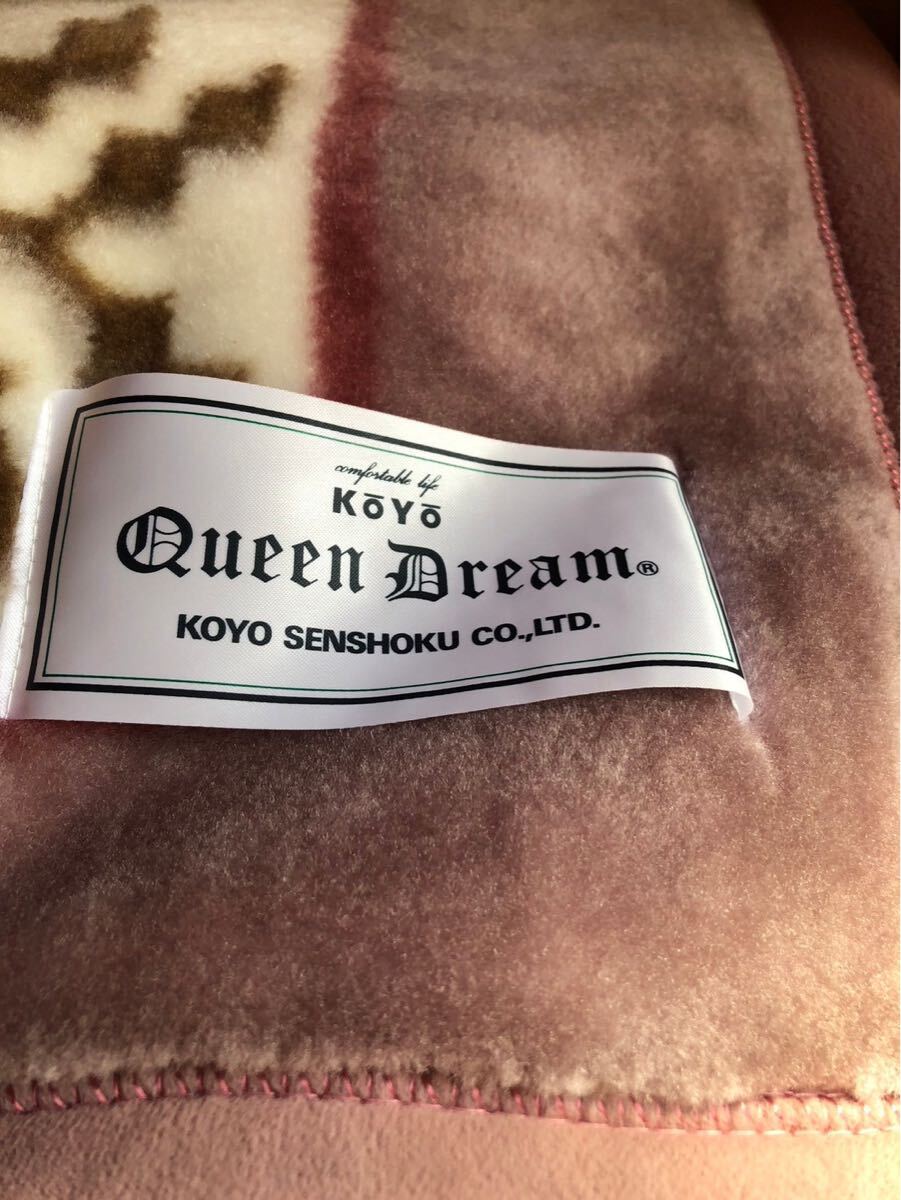 comfortable life
KōYō
Queen Dream®
KOYO SENSHOKU CO.,LTD.